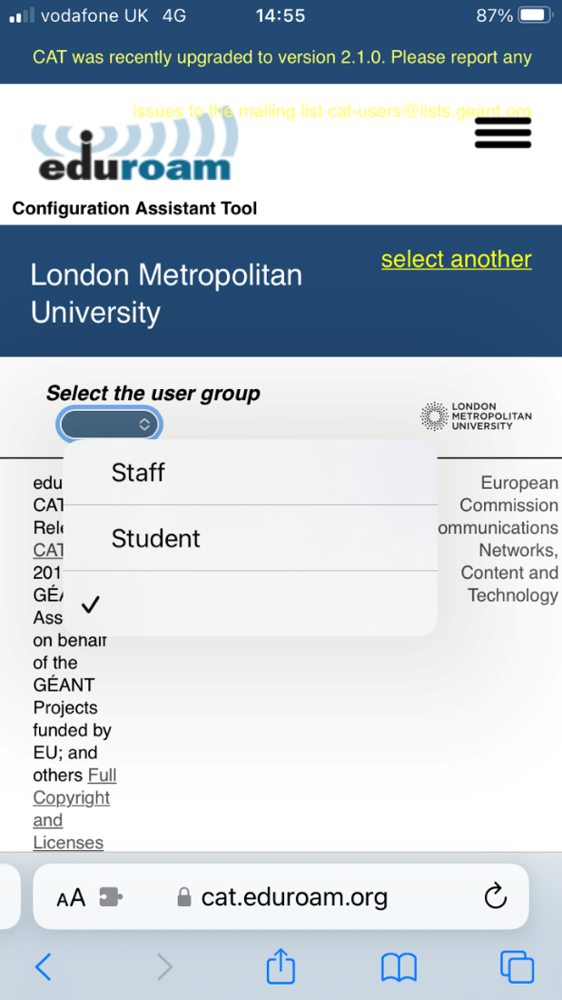 vodafone UK 4G 14:55 87%
CAT was recently upgraded to version 2.1.0. Please report any
issues to the mailing list cat-users@lists.geant.org
eduroam
Configuration Assistant Tool
London Metropolitan
University
select another
Select the user group
LONDON
METROPOLITAN
UNIVERSITY
Staff
Student
edu
CAT
Rele
CAT
201
GÉA
Ass
on behalf
of the
GÉANT
Projects
funded by
EU; and
others Full
Copyright
and
Licenses
European
Commission
ommunications
Networks,
Content and
Technology
AA
cat.eduroam.org